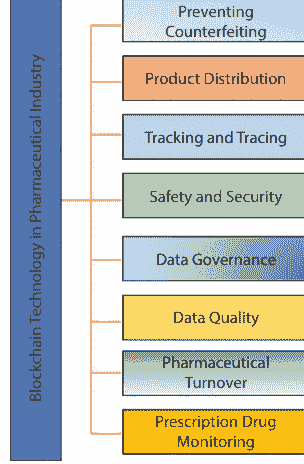 Blockchain Technology in Pharmaceutical Industry
Preventing
Counterfeiting
Product Distribution
Tracking and Tracing
Safety and Security
Data Governance
Data Quality
Pharmaceutical
Turnover
Prescription Drug
Monitoring